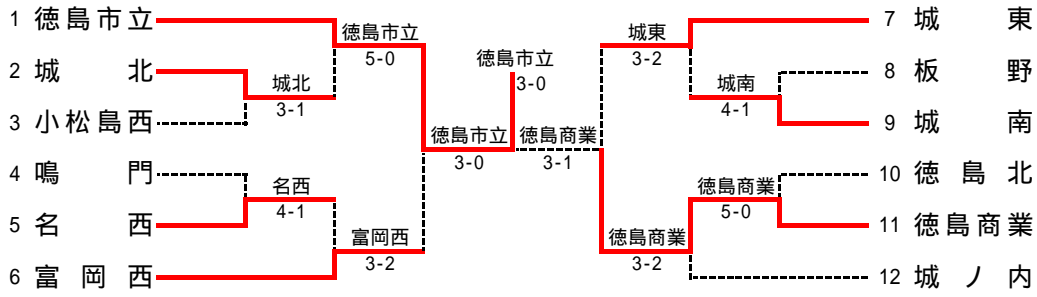 1 徳島市立
2 城北
3 小松島西
4 鳴門
5 名西
6 富岡西
城北
3-1
名西
4-1
徳島市立
5-0
富岡西
3-2
徳島市立
3-0
徳島市立
3-0
徳島商業
3-1
城東
3-2
徳島商業
3-2
城南
4-1
徳島商業
5-0
7 城東
8 板野
9 城南
10 徳島北
11 徳島商業
12 城ノ内